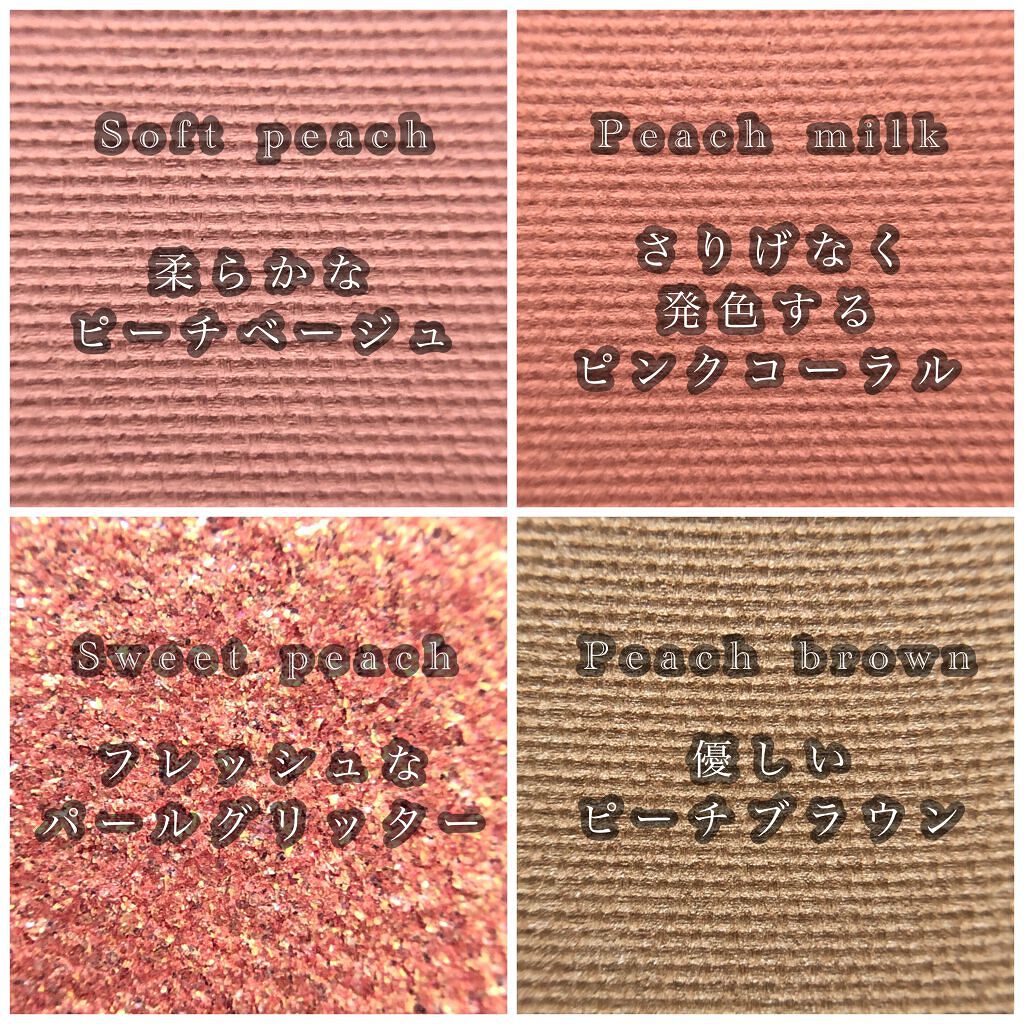 Soft peach
柔らかな
ピーチベージュ
Peach milk
さりげなく
発色する
ピンクコーラル
Sweet peach
フレッシュな
パールグリッター
Peach brown
優しい
ピーチブラウン